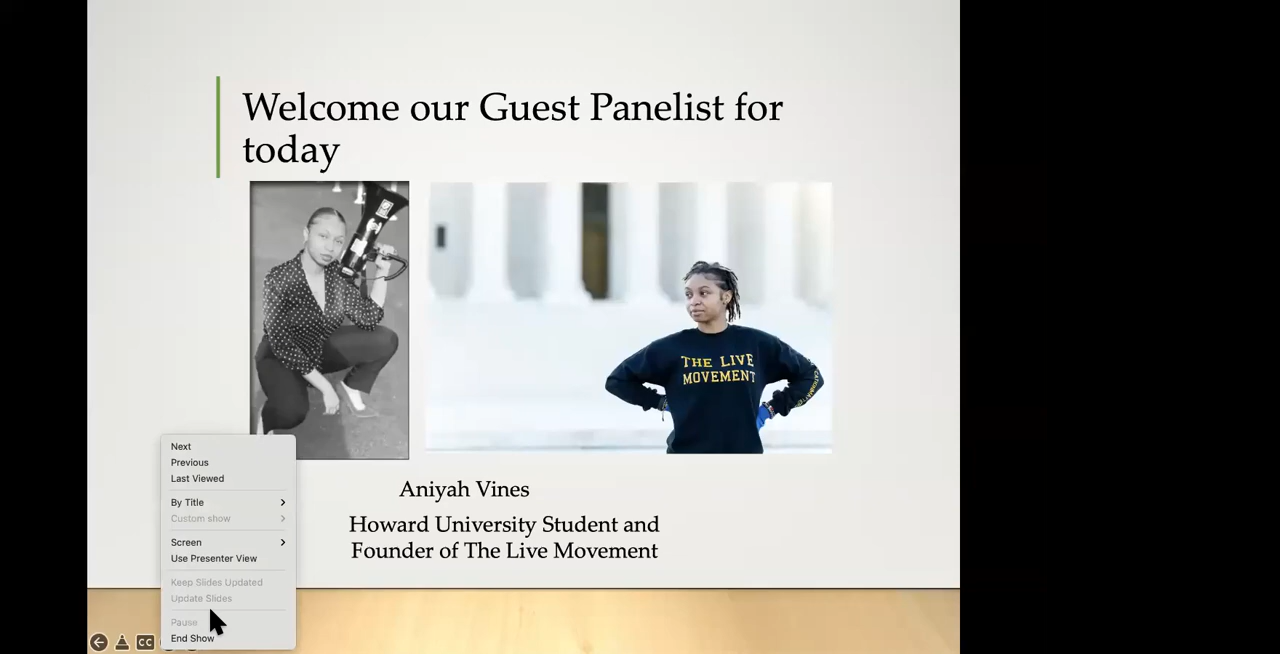 Welcome our Guest Panelist for
today
THE LIVE
MOVEMENT
Aniyah Vines
Howard University Student and
Founder of The Live Movement
Next
Previous
Last Viewed
By Title
Custom show
Screen
Use Presenter View
Keep Slides Updated
Update Slides
Pause
End Show
CC